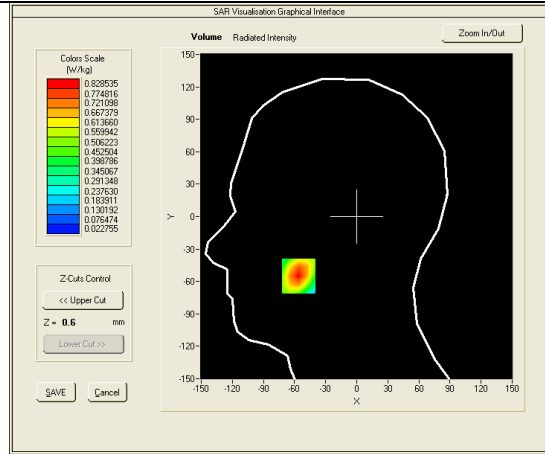 SAR Visualisation Graphical Interface
Volume Radiated Intensity
Zoom In/Out
Colors Scale
(W/kg)
0.828535
0.774816
0.721098
0.667379
0.613660
0.559942
0.506223
0.452504
0.398786
0.345067
0.291348
0.237630
0.183911
0.130192
0.076474
0.022755
Z-Cuts Control
<< Upper Cut
Z = 0.6 mm
Lower Cut >>
SAVE Cancel
150
120
90
60
30
0
-30
-60
-90
-120
-150
Y
-150 -120 -90 -60 -30 0 30 60 90 120 150
X